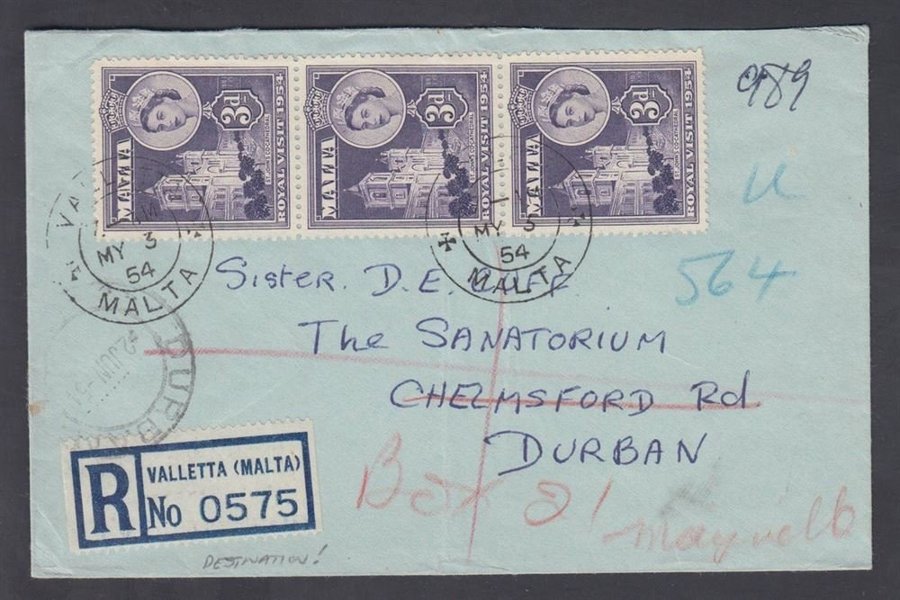 MALTA 3d ROYAL VISIT 1954
MALTA 3d ROYAL VISIT 1954
MALTA 3d ROYAL VISIT 1954
989
564
MY 3
54
MALTA
MY 3
54
MALTA
Sister. D. E. Cuff.
The SANATORIUM
CHELMSFORD Rd
DURBAN
DURBAN
JUN
Box 81
R
VALLETTA (MALTA)
No 0575
DESTINATION!